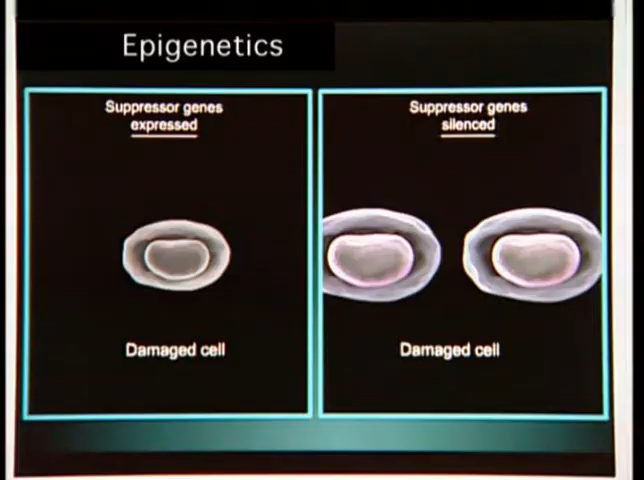 Epigenetics
Suppressor genes
expressed
Suppressor genes
silenced
Damaged cell
Damaged cell